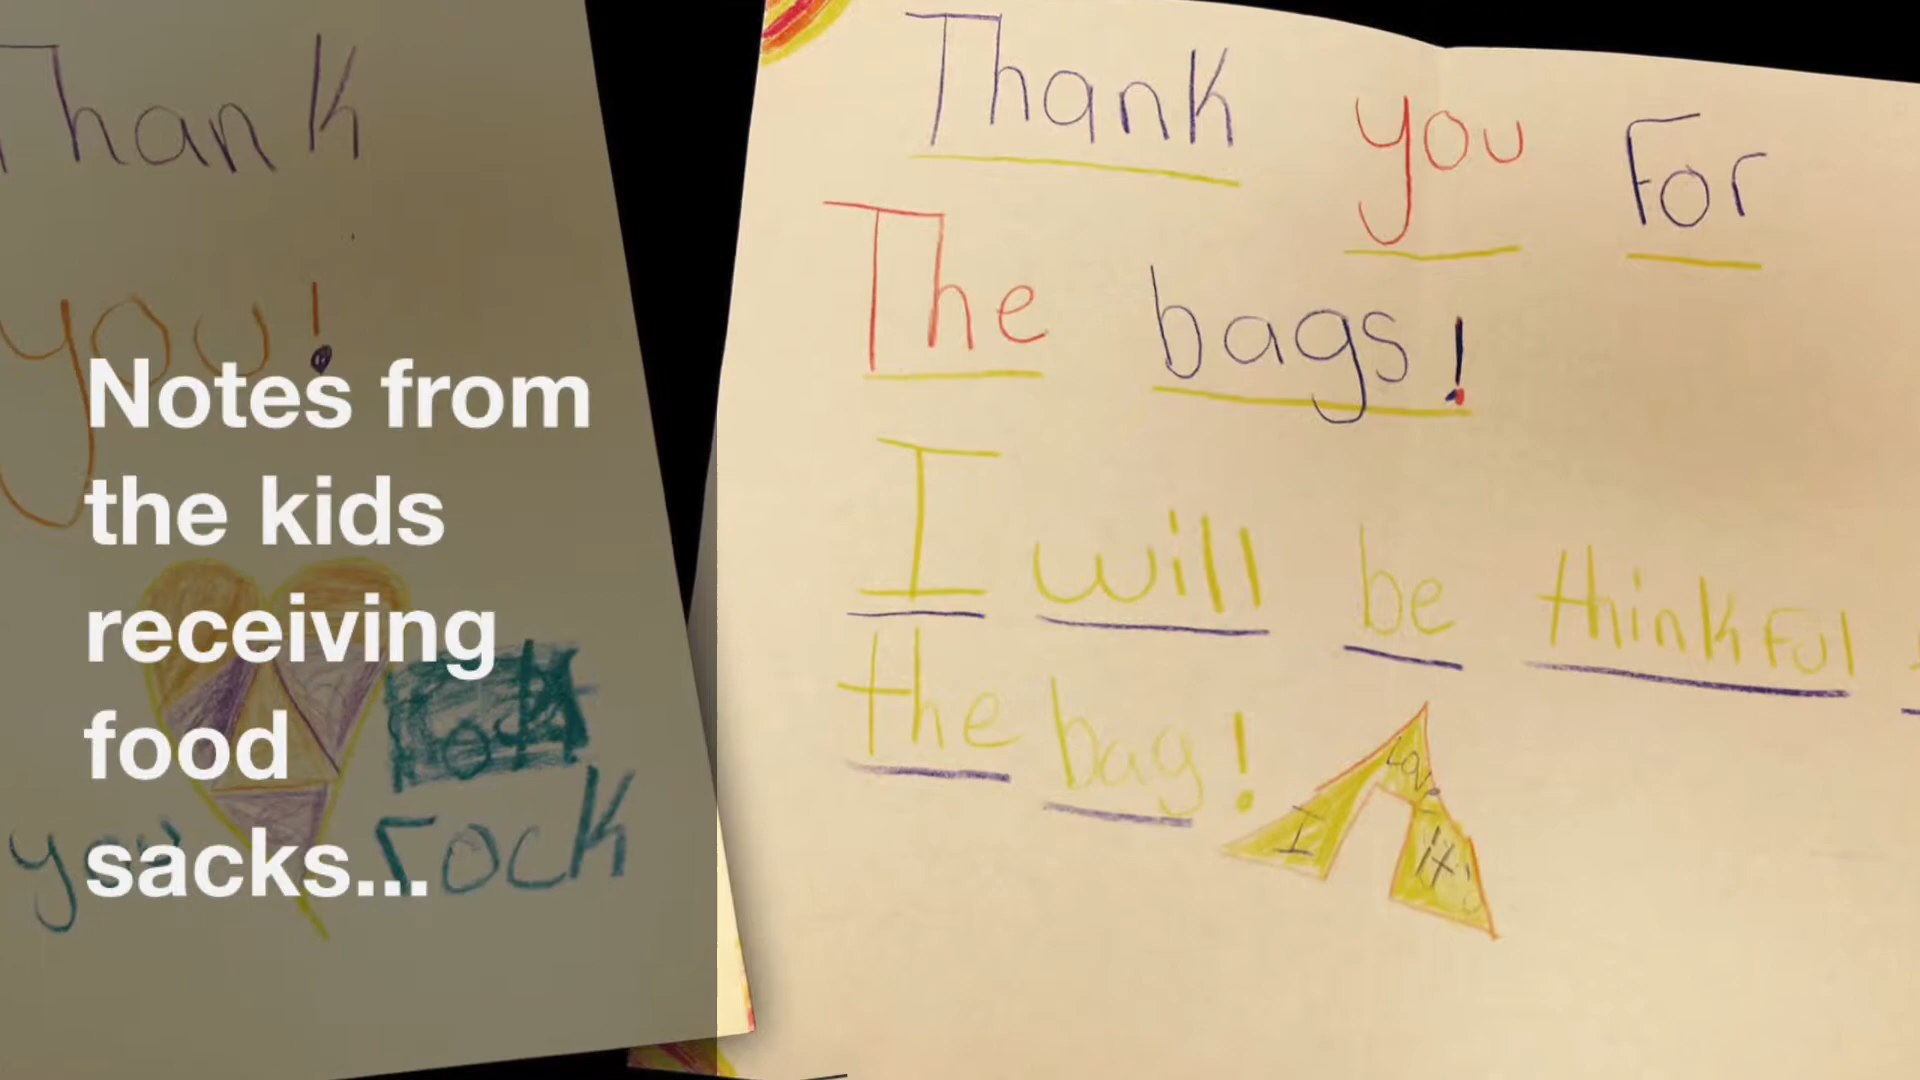 Thank
you!
you rock
Notes from
the kids
receiving
food
sacks...
Thank you For
The bags!
I will be thinkful
the bag!
I Love it!